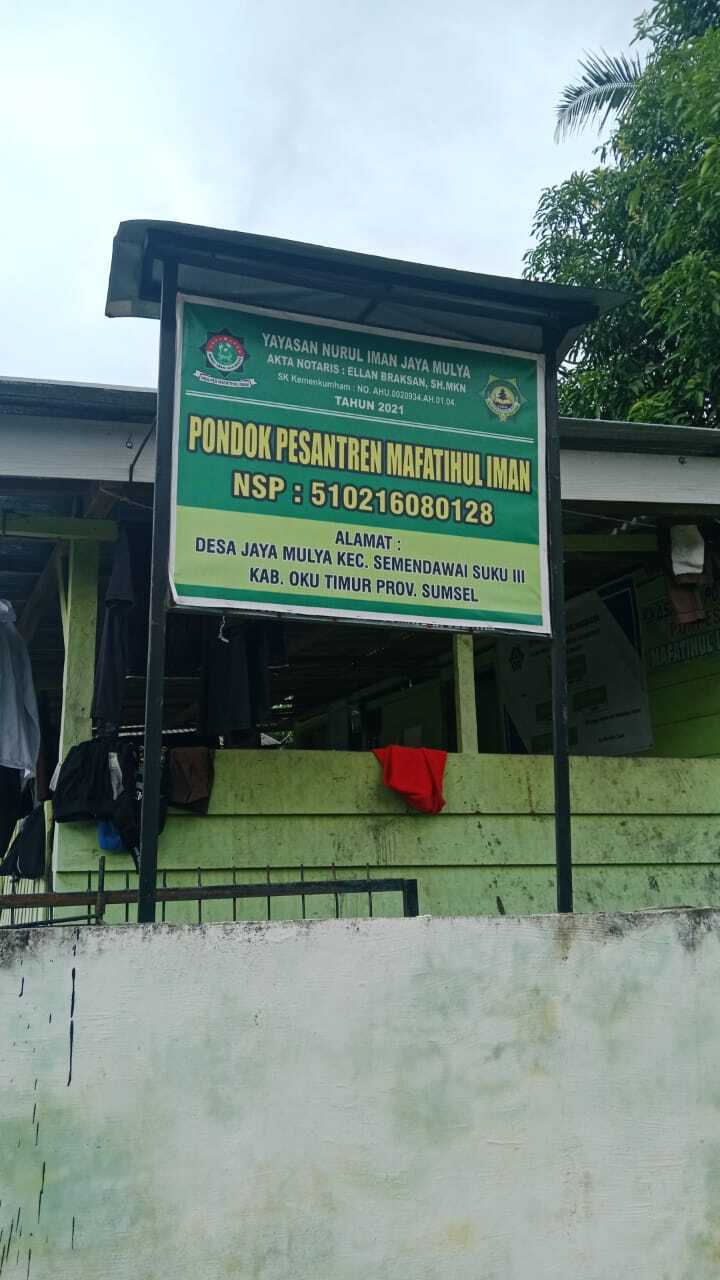 YAYASAN NURUL IMAN JAYA MULYA
AKTA NOTARIS : ELLAN BRAKSAN, SH.MKN
SK Kemenkumham : NO. AHU.0020934.AH.01.04.
TAHUN 2021
PONDOK PESANTREN MAFATIHUL IMAN
NSP : 510216080128
ALAMAT :
DESA JAYA MULYA KEC. SEMENDAWAI SUKU III
KAB. OKU TIMUR PROV. SUMSEL
MAFATIHUL